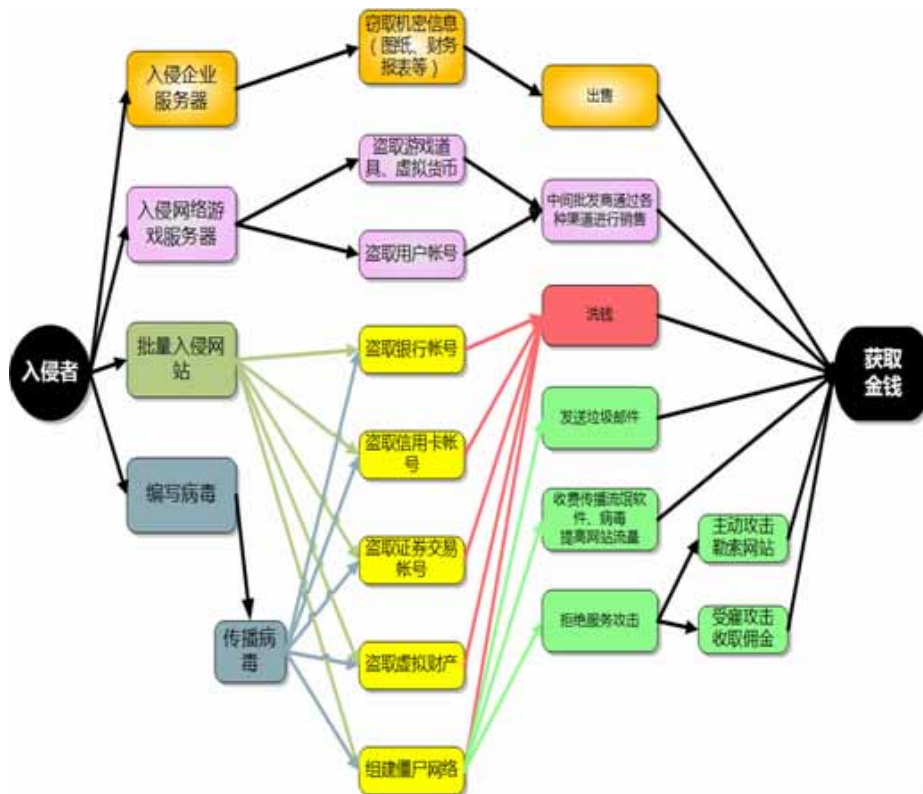 窃取机密信息
（图纸、财务
报表等）
入侵企业
服务器
出售
盗取游戏道
具、虚拟货币
入侵网络游
戏服务器
中间批发商通过各
种渠道进行销售
盗取用户帐号
洗钱
批量入侵网
站
盗取银行帐号
入侵者
获取
金钱
发送垃圾邮件
盗取信用卡帐
号
编写病毒
收费传播流氓软
件、病毒
提高网站流量
主动攻击
勒索网站
盗取证券交易
帐号
拒绝服务攻击
受雇攻击
收取佣金
传播病
毒
盗取虚拟财产
组建僵尸网络